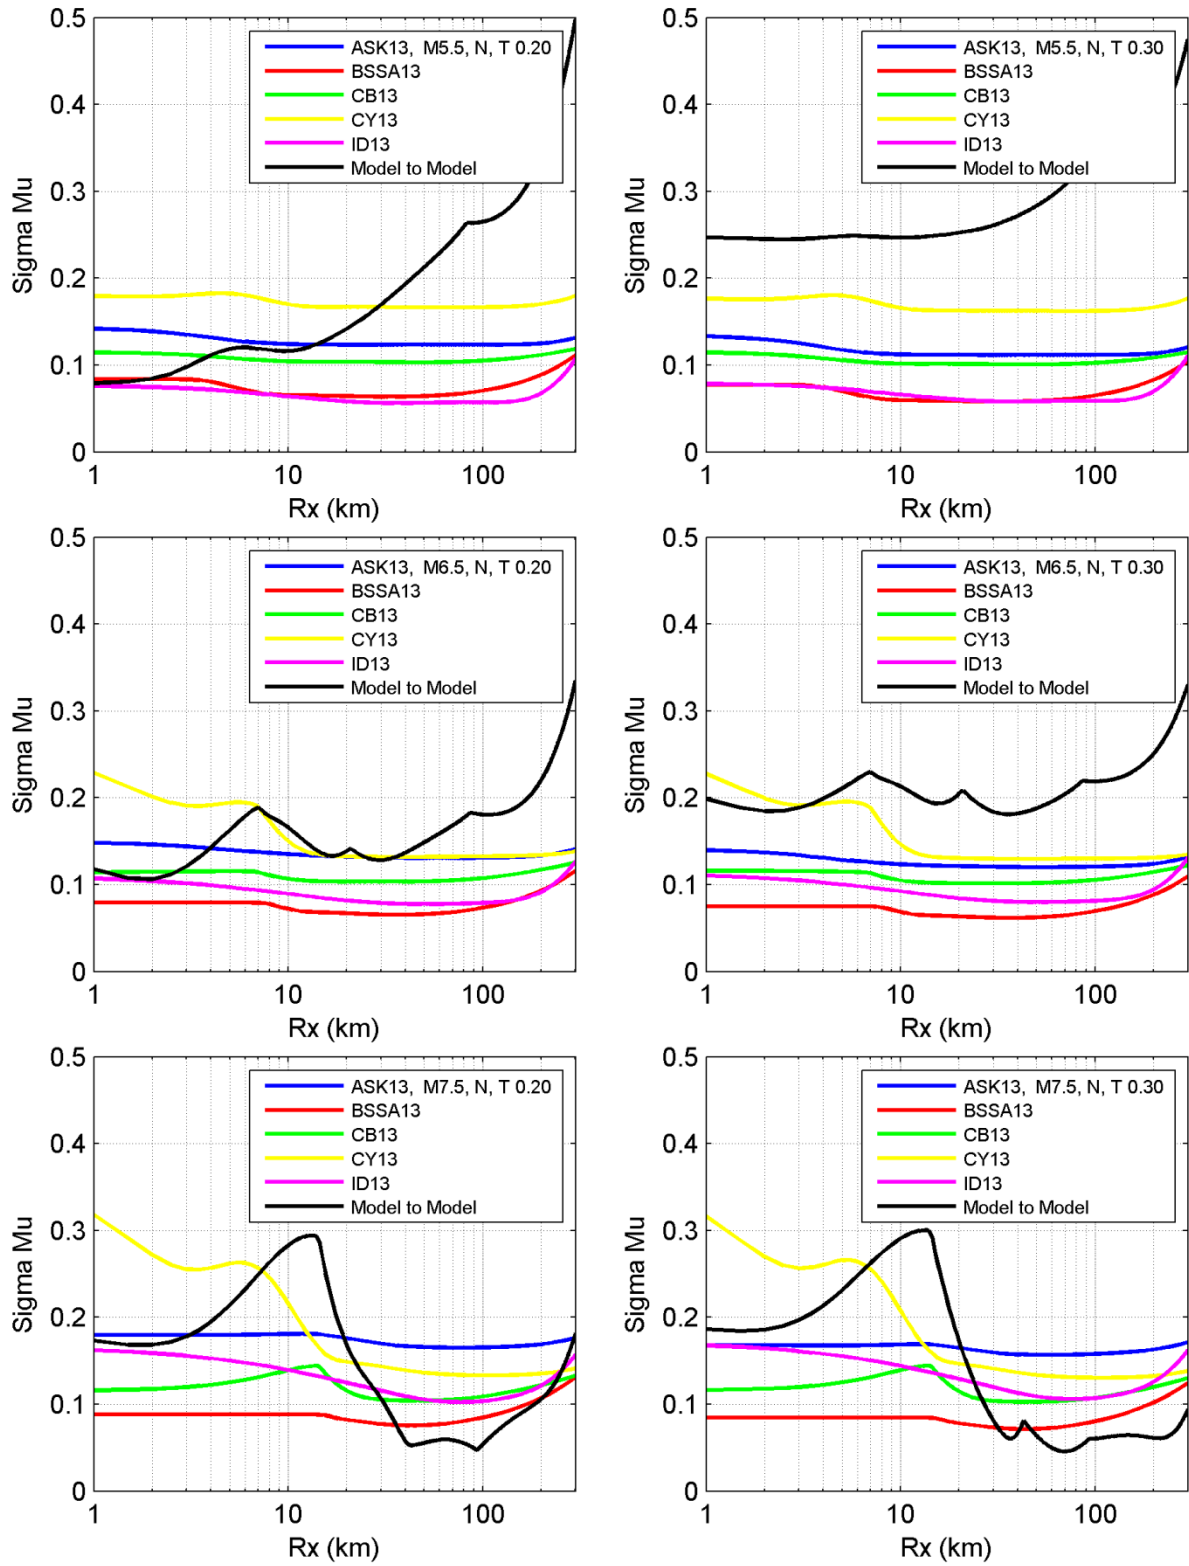 0.5
0.4
0.3
0.2
0.1
0
Sigma Mu
ASK13, M5.5, N, T 0.20
BSSA13
CB13
CY13
ID13
Model to Model
1
10
100
Rx (km)
0.5
0.4
0.3
0.2
0.1
0
Sigma Mu
ASK13, M5.5, N, T 0.30
BSSA13
CB13
CY13
ID13
Model to Model
1
10
100
Rx (km)
0.5
0.4
0.3
0.2
0.1
0
Sigma Mu
ASK13, M6.5, N, T 0.20
BSSA13
CB13
CY13
ID13
Model to Model
1
10
100
Rx (km)
0.5
0.4
0.3
0.2
0.1
0
Sigma Mu
ASK13, M6.5, N, T 0.30
BSSA13
CB13
CY13
ID13
Model to Model
1
10
100
Rx (km)
0.5
0.4
0.3
0.2
0.1
0
Sigma Mu
ASK13, M7.5, N, T 0.20
BSSA13
CB13
CY13
ID13
Model to Model
1
10
100
Rx (km)
0.5
0.4
0.3
0.2
0.1
0
Sigma Mu
ASK13, M7.5, N, T 0.30
BSSA13
CB13
CY13
ID13
Model to Model
1
10
100
Rx (km)